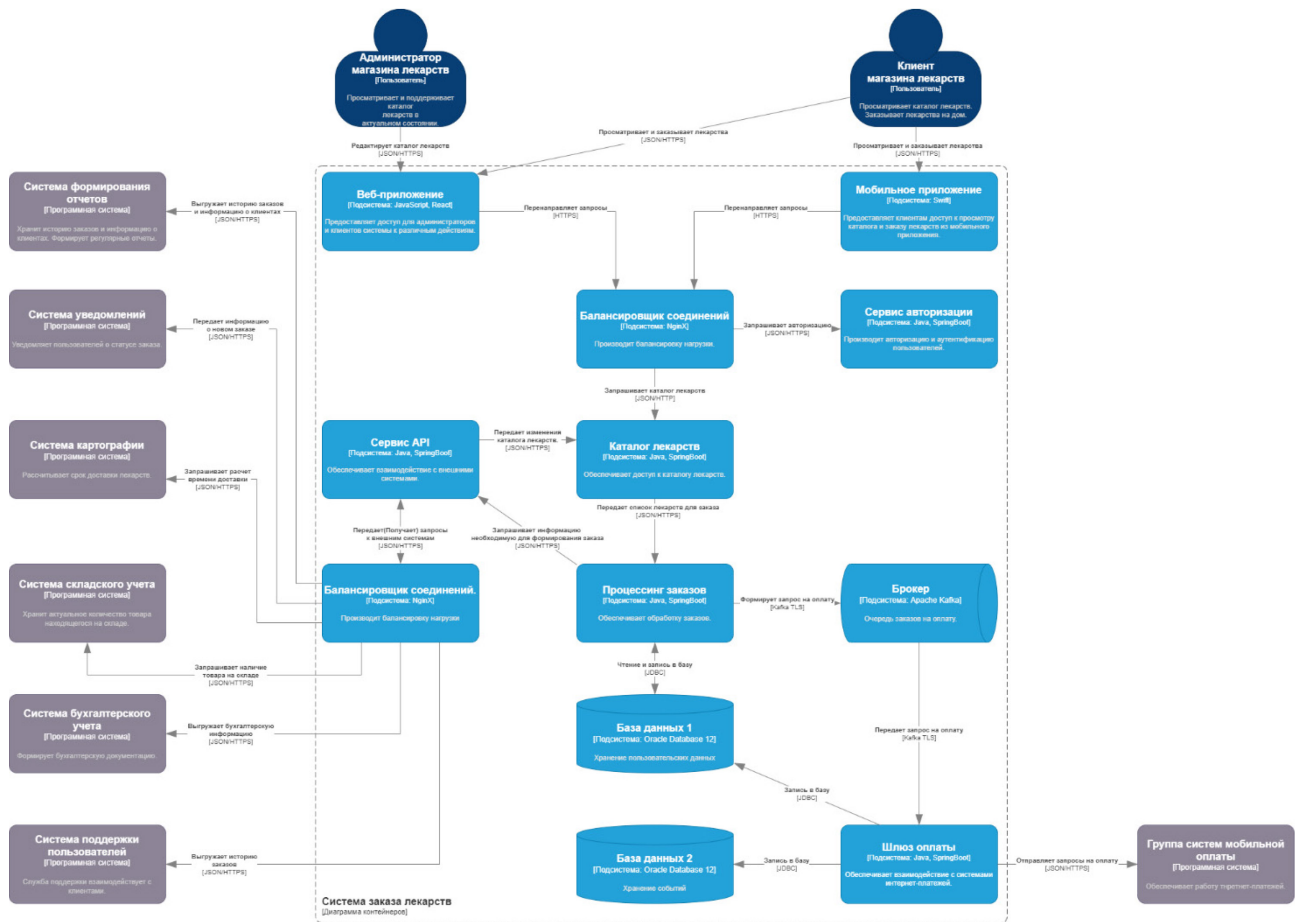 Администратор
магазина лекарств
[Пользователь]
Просматривает и поддерживает
каталог
лекарств в
актуальном состоянии.
Клиент
магазина лекарств
[Пользователь]
Просматривает каталог лекарств.
Заказывает лекарства на дом.
Редактирует каталог лекарств
[JSON/HTTPS]
Просматривает и заказывает лекарства
[JSON/HTTPS]
Просматривает и заказывает лекарства
[JSON/HTTPS]
Система формирования
отчетов
[Программная система]
Хранит историю заказов и информацию о
клиентах. Формирует регулярные отчеты.
Выгружает историю заказов
и информацию о клиентах
[JSON/HTTPS]
Веб-приложение
[Подсистема: JavaScript, React]
Предоставляет доступ для администраторов
и клиентов системы к различным действиям.
Перенаправляет запросы
[HTTPS]
Перенаправляет запросы
[HTTPS]
Мобильное приложение
[Подсистема: Swift]
Предоставляет клиентам доступ к просмотру
каталога и заказу лекарств из мобильного
приложения.
Система уведомлений
[Программная система]
Уведомляет пользователей о статусе заказа.
Передает информацию
о новом заказе
[JSON/HTTPS]
Балансировщик соединений
[Подсистема: NginX]
Производит балансировку нагрузки.
Запрашивает авторизацию
[JSON/HTTPS]
Сервис авторизации
[Подсистема: Java, SpringBoot]
Производит авторизацию и аутентификацию
пользователей.
Запрашивает каталог лекарств
[JSON/HTTP]
Система картографии
[Программная система]
Рассчитывает срок доставки лекарств
Запрашивает расчет
времени доставки
[JSON/HTTPS]
Сервис API
[Подсистема: Java, SpringBoot]
Обеспечивает взаимодействие с внешними
системами.
Передает изменения
каталога лекарств.
[JSON/HTTPS]
Каталог лекарств
[Подсистема: Java, SpringBoot]
Обеспечивает доступ к каталогу лекарств.
Передает список лекарств для заказа
[JSON/HTTPS]
Передает(Получает) запросы
к внешним системам
[JSON/HTTPS]
Запрашивает информацию
необходимую для формирования заказа
[JSON/HTTPS]
Система складского учета
[Программная система]
Хранит актуальное количество товара
находящегося на складе.
Балансировщик соединений.
[Подсистема: NginX]
Производит балансировку нагрузки
Процессинг заказов
[Подсистема: Java, SpringBoot]
Обеспечивает обработку заказов.
Формирует запрос на оплату
[Kafka TLS]
Брокер
[Подсистема: Apache Kafka]
Очередь заказов на оплату.
Запрашивает наличие
товара на складе
[JSON/HTTPS]
Чтение и запись в базу
[JDBC]
Система бухгалтерского
учета
[Программная система]
Формирует бухгалтерскую документацию.
Выгружает бухгалтерскую
информацию
[JSON/HTTPS]
База данных 1
[Подсистема: Oracle Database 12]
Хранение пользовательских данных
Передает запрос на оплату
[Kafka TLS]
Запись в базу
[JDBC]
Система поддержки
пользователей
[Программная система]
Служба поддержки взаимодействует с
клиентами.
Выгружает историю
заказов
[JSON/HTTPS]
База данных 2
[Подсистема: Oracle Database 12]
Хранение событий
Запись в базу
[JDBC]
Шлюз оплаты
[Подсистема: Java, SpringBoot]
Обеспечивает взаимодействие с системами
интернет-платежей.
Отправляет запросы на оплату
[JSON/HTTPS]
Группа систем мобильной
оплаты
[Программная система]
Обеспечивает работу
Система заказа лекарств
[Диаграмма контейнеров]